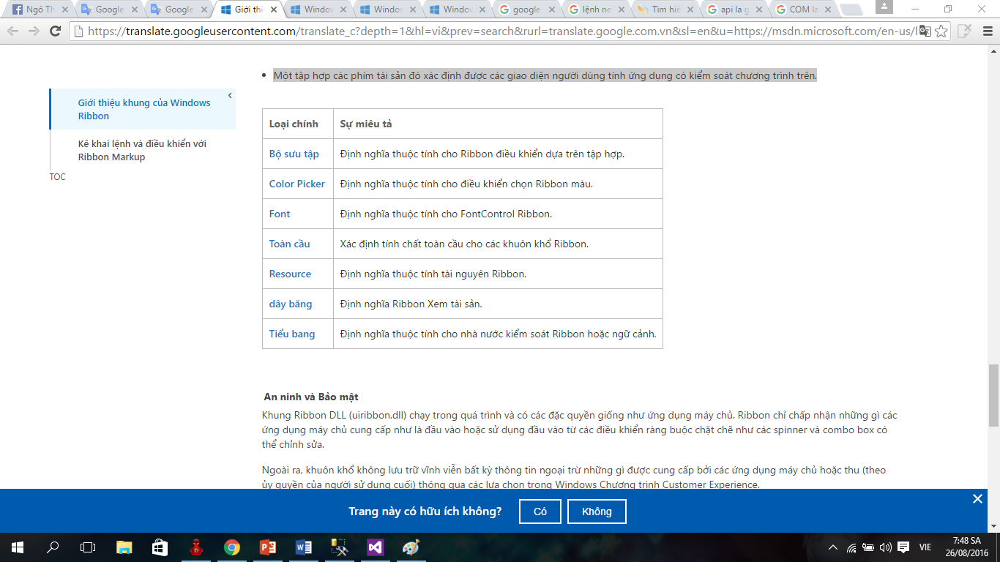 Ngô Th
Google
Google
Giới thi
Window
Window
Window
google
lệnh ne
Tìm hiể
api la g
COM là
https://translate.googleusercontent.com/translate_c?depth=1&hl=vi&prev=search&rurl=translate.google.com.vn&sl=en&u=https://msdn.microsoft.com/en-us/l
Giới thiệu khung của Windows
Ribbon
Kê khai lệnh và điều khiển với
Ribbon Markup
TOC
Một tập hợp các phím tài sản đó xác định được các giao diện người dùng tính ứng dụng có kiểm soát chương trình trên.
Loại chính Sự miêu tả
Bộ sưu tập Định nghĩa thuộc tính cho Ribbon điều khiển dựa trên tập hợp.
Color Picker Định nghĩa thuộc tính cho điều khiển chọn Ribbon màu.
Font Định nghĩa thuộc tính cho FontControl Ribbon.
Toàn cầu Xác định tính chất toàn cầu cho các khuôn khổ Ribbon.
Resource Định nghĩa thuộc tính tài nguyên Ribbon.
dây băng Định nghĩa Ribbon Xem tài sản.
Tiểu bang Định nghĩa thuộc tính cho nhà nước kiểm soát Ribbon hoặc ngữ cảnh.
An ninh và Bảo mật
Khung Ribbon DLL (uiribbon.dll) chạy trong quá trình và có các đặc quyền giống như ứng dụng máy chủ. Ribbon chỉ chấp nhận những gì các
ứng dụng máy chủ cung cấp như là đầu vào hoặc sử dụng đầu vào từ các điều khiển ràng buộc chặt chẽ như các spinner và combo box có
thể chỉnh sửa.
Ngoài ra, khuôn khổ không lưu trữ vĩnh viễn bất kỳ thông tin ngoại trừ những gì được cung cấp bởi các ứng dụng máy chủ hoặc thu (theo
ủy quyền của người sử dụng cuối) thông qua các lựa chọn trong Windows Chương trình Customer Experience.
Trang này có hữu ích không? Có Không
VIE
7:48 SA
26/08/2016